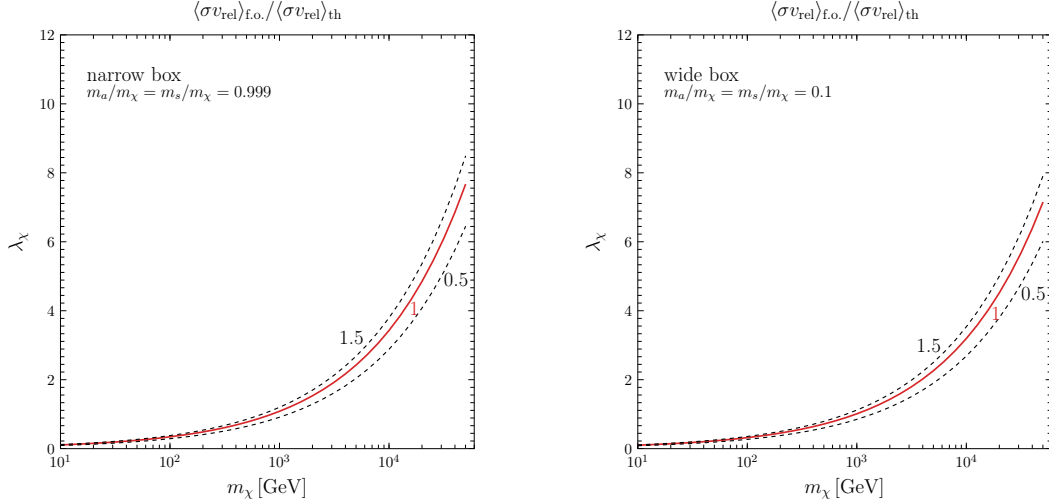 ⟨σv_rel⟩_f.o./⟨σv_rel⟩_th
narrow box
m_a/m_χ = m_s/m_χ = 0.999
12
10
8
6
4
2
0
λ_χ
1.5
1
0.5
10^1
10^2
10^3
10^4
m_χ [GeV]
⟨σv_rel⟩_f.o./⟨σv_rel⟩_th
wide box
m_a/m_χ = m_s/m_χ = 0.1
12
10
8
6
4
2
0
λ_χ
1.5
1
0.5
10^1
10^2
10^3
10^4
m_χ [GeV]